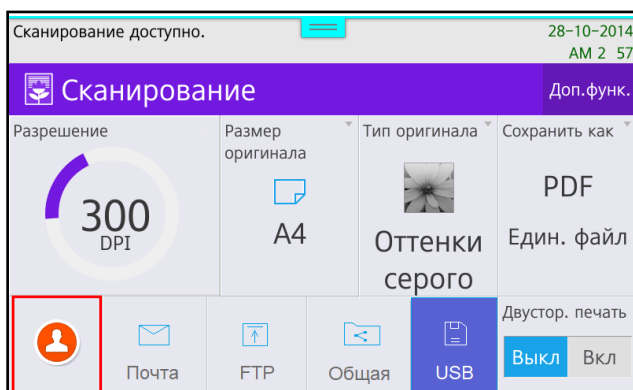 Сканирование доступно.
28-10-2014
AM 2 57
Сканирование
Доп.функ.
Разрешение
300
DPI
Размер
оригинала
A4
Тип оригинала
Оттенки
серого
Сохранить как
PDF
Един. файл
Почта
FTP
Общая
USB
Двустор. печать
Выкл
Вкл